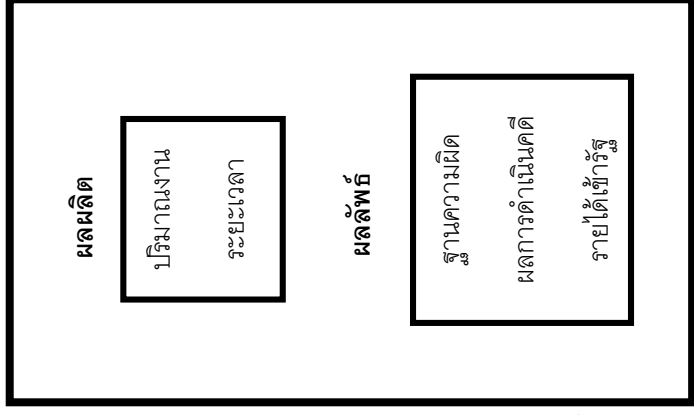 ผลผลิต
ปริมาณงาน
ระยะเวลา
ผลลัพธ์
ฐานความผิด
ผลการดำเนินคดี
รายได้เข้ารัฐ